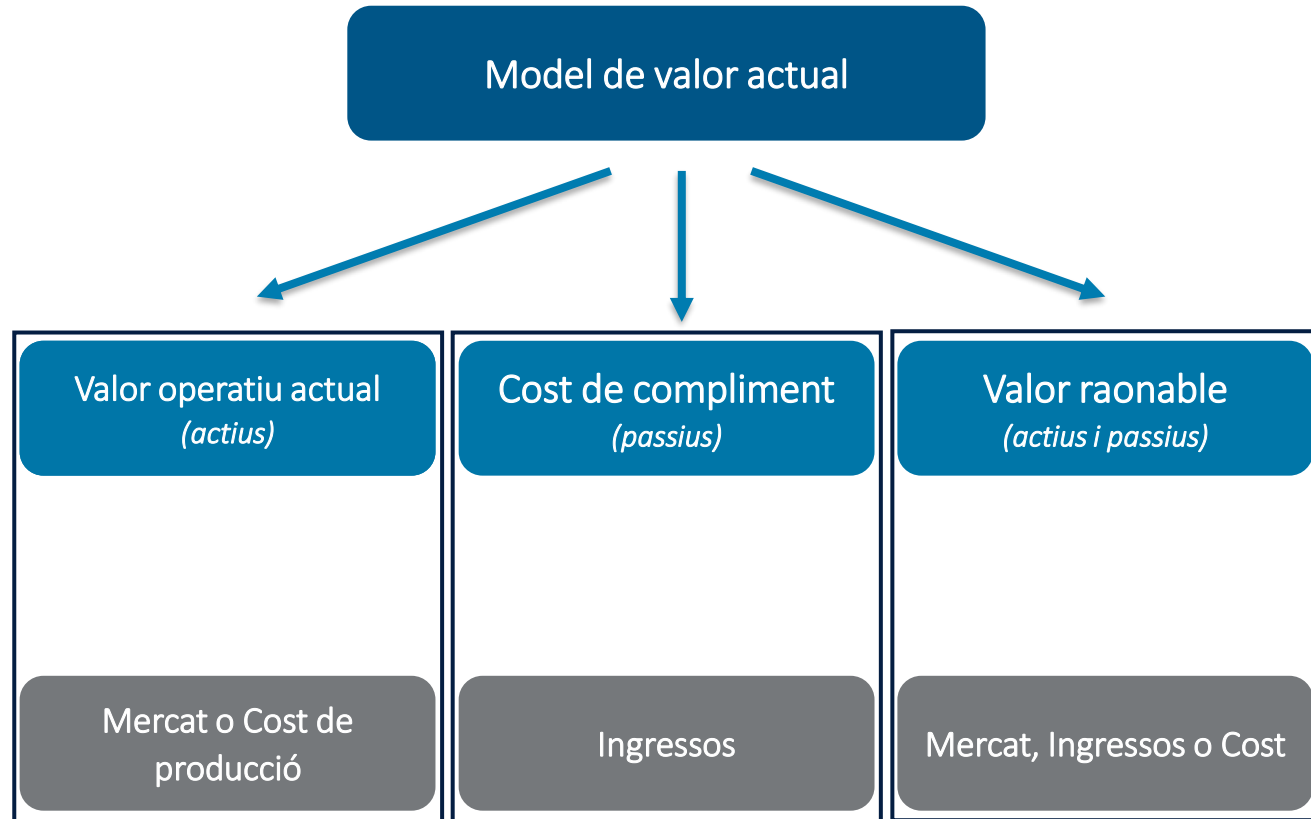 Model de valor actual
Valor operatiu actual
(actius)
Cost de compliment
(passius)
Valor raonable
(actius i passius)
Mercat o Cost de
producció
Ingressos
Mercat, Ingressos o Cost